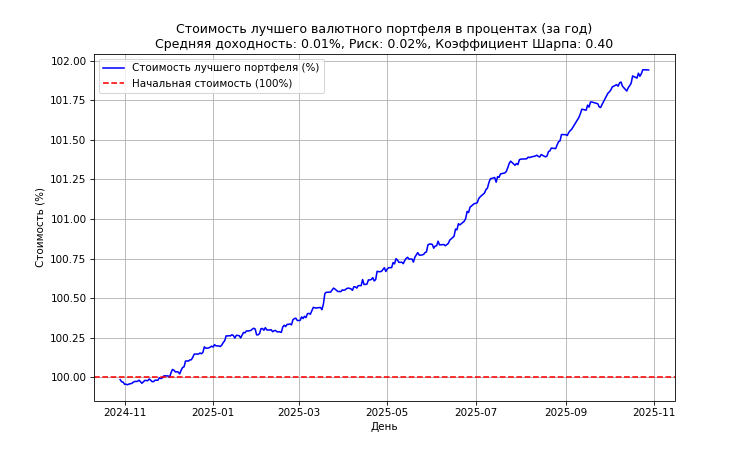 Стоимость лучшего валютного портфеля в процентах (за год)
Средняя доходность: 0.01%, Риск: 0.02%, Коэффициент Шарпа: 0.40
Стоимость лучшего портфеля (%)
Начальная стоимость (100%)
Стоимость (%)
102.00
101.75
101.50
101.25
101.00
100.75
100.50
100.25
100.00
2024-11
2025-01
2025-03
2025-05
2025-07
2025-09
2025-11
День